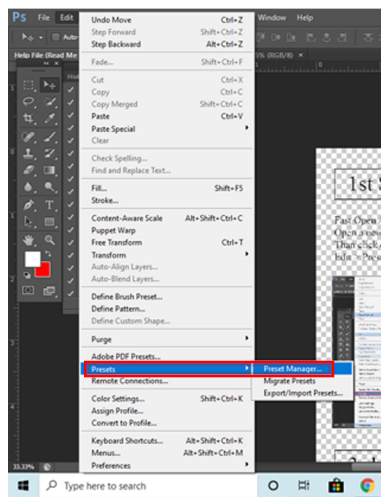 Ps File Edit Window Help
Auto
Help File (Read Me 5% (RGB/8) ×
Undo Move Ctrl+Z
Step Forward Shift+Ctrl+Z
Step Backward Alt+Ctrl+Z
Fade... Shift+Ctrl+F
Cut Ctrl+X
Copy Ctrl+C
Copy Merged Shift+Ctrl+C
Paste Ctrl+V
Paste Special
Clear
Check Spelling...
Find and Replace Text...
Fill... Shift+F5
Stroke...
Content-Aware Scale Alt+Shift+Ctrl+C
Puppet Warp
Free Transform Ctrl+T
Transform
Auto-Align Layers...
Auto-Blend Layers...
Define Brush Preset...
Define Pattern...
Define Custom Shape...
Purge
Adobe PDF Presets...
Presets
Preset Manager...
Migrate Presets
Export/Import Presets...
Remote Connections...
Color Settings... Shift+Ctrl+K
Assign Profile...
Convert to Profile...
Keyboard Shortcuts... Alt+Shift+Ctrl+K
Menus... Alt+Shift+Ctrl+M
Preferences
1st
Open a new
Than click
33.33%
Type here to search